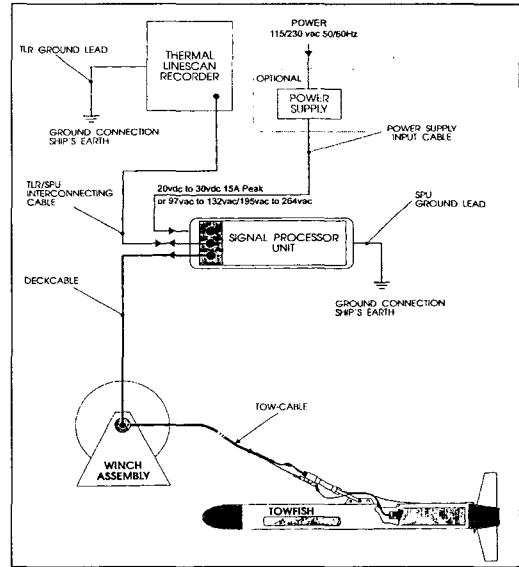 POWER
115/230 vac 50/60Hz
TLR GROUND LEAD
THERMAL
LINESCAN
RECORDER
OPTIONAL
POWER
SUPPLY
GROUND CONNECTION
SHIP'S EARTH
POWER SUPPLY
INPUT CABLE
TLR/SPU
INTERCONNECTING
CABLE
20vdc to 30vdc 15A Peak
or 97vac to 132vac/195vac to 264vac
SPU
GROUND LEAD
SIGNAL PROCESSOR
UNIT
DECKCABLE
GROUND CONNECTION
SHIP'S EARTH
TOW-CABLE
WINCH
ASSEMBLY
TOWFISH